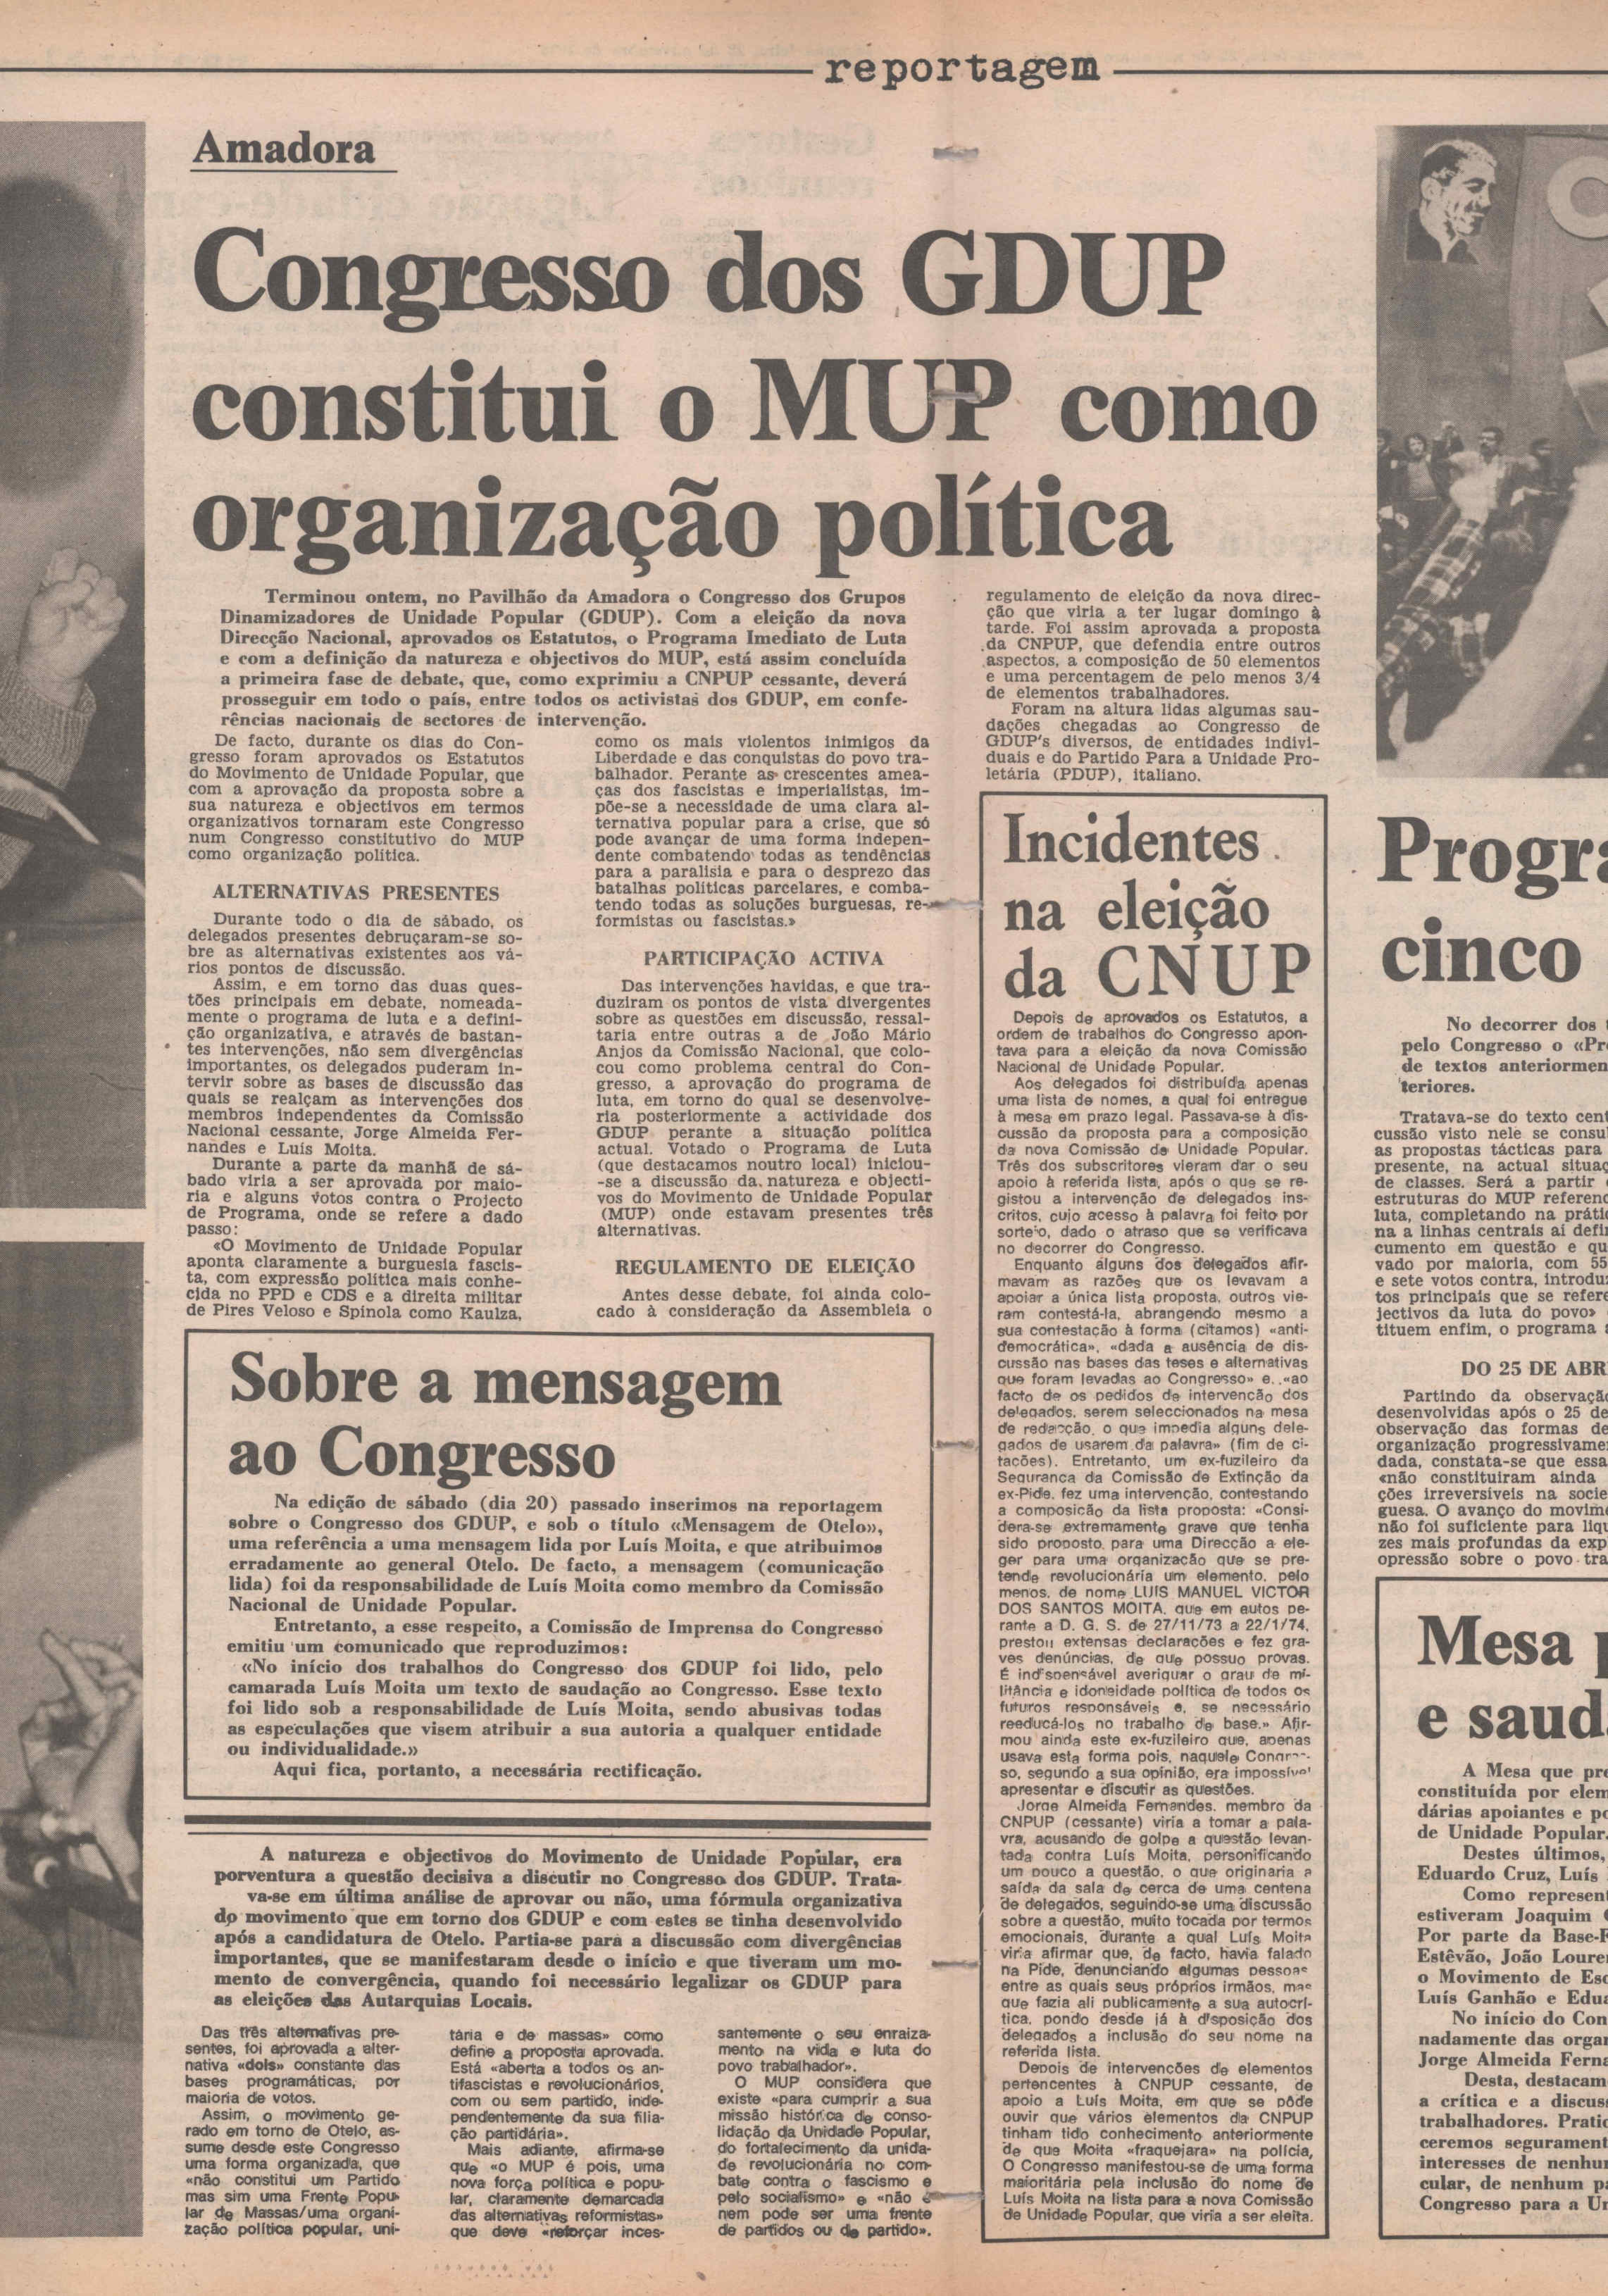 reportagem
Amadora
Congresso dos GDUP
constitui o MUP como
organização política
Terminou ontem, no Pavilhão da Amadora o Congresso dos Grupos
Dinamizadores de Unidade Popular (GDUP). Com a eleição da nova
Direcção Nacional, aprovados os Estatutos, o Programa Imediato de Luta
e com a definição da natureza e objectivos do MUP, está assim concluída
a primeira fase de debate, que, como exprimiu a CNPUP cessante, deverá
prosseguir em todo o país, entre todos os activistas dos GDUP, em confe-
rências nacionais de sectores de intervenção.
De facto, durante os dias do Con-
gresso foram aprovados os Estatutos
do Movimento de Unidade Popular, que
com a aprovação da proposta sobre a
sua natureza e objectivos em termos
organizativos tornaram este Congresso
num Congresso constitutivo do MUP
como organização política.
ALTERNATIVAS PRESENTES
Durante todo o dia de sábado, os
delegados presentes debruçaram-se so-
bre as alternativas existentes aos vá-
rios pontos de discussão.
Assim, e em torno das duas ques-
tões principais em debate, nomeada-
mente o programa de luta e a defini-
ção organizativa, e através de bastan-
tes intervenções, não sem divergências
importantes, os delegados puderam in-
tervir sobre as bases de discussão das
quais se realçam as intervenções dos
membros independentes da Comissão
Nacional cessante, Jorge Almeida Fer-
nandes e Luís Moita.
Durante a parte da manhã de sá-
bado viria a ser aprovada por maio-
ria e alguns votos contra o Projecto
de Programa, onde se refere a dado
passo:
«O Movimento de Unidade Popular
aponta claramente a burguesia fascis-
ta, com expressão política mais conhe-
cida no PPD e CDS e a direita militar
de Pires Veloso e Spínola como Kaulza,
como os mais violentos inimigos da
Liberdade e das conquistas do povo tra-
balhador. Perante as crescentes amea-
ças dos fascistas e imperialistas, im-
põe-se a necessidade de uma clara al-
ternativa popular para a crise, que só
pode avançar de uma forma indepen-
dente combatendo todas as tendências
para a paralisia e para o desprezo das
batalhas políticas parcelares, e comba-
tendo todas as soluções burguesas, re-
formistas ou fascistas.»
PARTICIPAÇÃO ACTIVA
Das intervenções havidas, e que tra-
duziram os pontos de vista divergentes
sobre as questões em discussão, ressal-
taria entre outras a de João Mário
Anjos da Comissão Nacional, que colo-
cou como problema central do Con-
gresso, a aprovação do programa de
luta, em torno do qual se desenvolve-
ria posteriormente a actividade dos
GDUP perante a situação política
actual. Votado o Programa de Luta
(que destacamos noutro local) iniciou-
-se a discussão da natureza e objecti-
vos do Movimento de Unidade Popular
(MUP) onde estavam presentes três
alternativas.
REGULAMENTO DE ELEIÇÃO
Antes desse debate, foi ainda colo-
cado à consideração da Assembleia o
regulamento de eleição da nova direc-
ção que viria a ter lugar domingo à
tarde. Foi assim aprovada a proposta
da CNPUP, que defendia entre outros
aspectos, a composição de 50 elementos
e uma percentagem de pelo menos 3/4
de elementos trabalhadores.
Foram na altura lidas algumas sau-
dações chegadas ao Congresso de
GDUP's diversos, de entidades indivi-
duais e do Partido Para a Unidade Pro-
letária (PDUP), italiano.
Sobre a mensagem
ao Congresso
Na edição de sábado (dia 20) passado inserimos na reportagem
sobre o Congresso dos GDUP, e sob o título «Mensagem de Otelo»,
uma referência a uma mensagem lida por Luís Moita, e que atribuimos
erradamente ao general Otelo. De facto, a mensagem (comunicação
lida) foi da responsabilidade de Luís Moita como membro da Comissão
Nacional de Unidade Popular.
Entretanto, a esse respeito, a Comissão de Imprensa do Congresso
emitiu um comunicado que reproduzimos:
«No início dos trabalhos do Congresso dos GDUP foi lido, pelo
camarada Luís Moita um texto de saudação ao Congresso. Esse texto
foi lido sob a responsabilidade de Luís Moita, sendo abusivas todas
as especulações que visem atribuir a sua autoria a qualquer entidade
ou individualidade.»
Aqui fica, portanto, a necessária rectificação.
A natureza e objectivos do Movimento de Unidade Popular, era
porventura a questão decisiva a discutir no Congresso dos GDUP. Trata-
va-se em última análise de aprovar ou não, uma fórmula organizativa
do movimento que em torno dos GDUP e com estes se tinha desenvolvido
após a candidatura de Otelo. Partia-se para a discussão com divergências
importantes, que se manifestaram desde o início e que tiveram um mo-
mento de convergência, quando foi necessário legalizar os GDUP para
as eleições das Autarquias Locais.
Das três alternativas pre-
sentes, foi aprovada a alter-
nativa «dois» constante das
bases programáticas, por
maioria de votos.
Assim, o movimento ge-
rado em torno de Otelo, as-
sume desde este Congresso
uma forma organizada, que
«não constitui um Partido
mas sim uma Frente Popu-
lar de Massas/uma organi-
zação política popular, uni-
tária e de massas» como
define a proposta aprovada.
Está «aberta a todos os an-
tifascistas e revolucionários,
com ou sem partido, inde-
pendentemente da sua filia-
ção partidária».
Mais adiante, afirma-se
que «o MUP é pois, uma
nova força política e popu-
lar, claramente demarcada
das alternativas reformistas»
que deve «reforçar inces-
santemente o seu enraiza-
mento na vida e luta do
povo trabalhador».
O MUP considera que
existe «para cumprir a sua
missão histórica de conso-
lidação da Unidade Popular,
do fortalecimento da unida-
de revolucionária no com-
bate contra o fascismo e
pelo socialismo» e «não é
nem pode ser uma frente
de partidos ou de partido».
Incidentes
na eleição
da CNUP
Depois de aprovados os Estatutos, a
ordem de trabalhos do Congresso apon-
tava para a eleição da nova Comissão
Nacional de Unidade Popular.
Aos delegados foi distribuída apenas
uma lista de nomes, a qual foi entregue
à mesa em prazo legal. Passava-se à dis-
cussão da proposta para a composição
da nova Comissão de Unidade Popular.
Três dos subscritores vieram dar o seu
apoio à referida lista, após o que se re-
gistou a intervenção de delegados ins-
critos, cujo acesso à palavra foi feito por
sorteio, dado o atraso que se verificava
no decorrer do Congresso.
Enquanto alguns dos delegados afir-
mavam as razões que os levavam a
apoiar a única lista proposta, outros vie-
ram contestá-la, abrangendo mesmo a
sua contestação à forma (citamos) «anti-
democrática», «dada a ausência de dis-
cussão nas bases das teses e alternativas
que foram levadas ao Congresso» e «ao
facto de os pedidos de intervenção dos
delegados, serem seleccionados na mesa
de redacção, o que impedia alguns dele-
gados de usarem da palavra» (fim de ci-
tações). Entretanto, um ex-fuzileiro da
Segurança da Comissão de Extinção da
ex-Pide, fez uma intervenção, contestando
a composição da lista proposta: «Consi-
dera-se extremamente grave que tenha
sido proposto, para uma Direcção a ele-
ger para uma organização que se pre-
tende revolucionária um elemento, pelo
menos, de nome LUIS MANUEL VICTOR
DOS SANTOS MOITA, que em autos pe-
rante a D. G. S. de 27/11/73 a 22/1/74,
prestou extensas declarações e fez gra-
ves denúncias, de que possuo provas.
É indispensável averiguar o grau de mi-
litância e idoneidade política de todos os
futuros responsáveis e, se necessário
reeducá-los no trabalho de base.» Afir-
mou ainda este ex-fuzileiro que, apenas
usava esta forma pois, naquele Congres-
so, segundo a sua opinião, era impossível
apresentar e discutir as questões.
Jorge Almeida Fernandes, membro da
CNPUP (cessante) viria a tomar a pala-
vra, acusando de golpe a questão levan-
tada contra Luís Moita, personificando
um pouco a questão, o que originaria a
saída da sala de cerca de uma centena
de delegados, seguindo-se uma discussão
sobre a questão, muito tocada por termos
emocionais, durante a qual Luís Moita
viria afirmar que, de facto, havia falado
na Pide, denunciando algumas pessoas
entre as quais seus próprios irmãos, mas
que fazia ali publicamente a sua autocrí-
tica, pondo desde já à disposição dos
delegados a inclusão do seu nome na
referida lista.
Depois de intervenções de elementos
pertencentes à CNPUP cessante, de
apoio a Luís Moita, em que se pôde
ouvir que vários elementos da CNPUP
tinham tido conhecimento anteriormente
de que Moita «fraquejara» na polícia,
O Congresso manifestou-se de uma forma
maioritária pela inclusão do nome de
Luís Moita na lista para a nova Comissão
de Unidade Popular, que viria a ser eleita.
Progra
cinco
No decorrer dos
pelo Congresso o «Pr
de textos anteriormen
teriores.
Tratava-se do texto cent
cussão visto nele se consu
as propostas tácticas para
presente, na actual situaç
de classes. Será a partir
estruturas do MUP referenc
luta, completando na prátic
na a linhas centrais aí defi
cumento em questão e qu
vado por maioria, com 55
e sete votos contra, introdu
tos principais que se refere
jectivos da luta do povo»
tituem enfim, o programa
DO 25 DE ABR
Partindo da observação
desenvolvidas após o 25 de
observação das formas de
organização progressivame
dada, constata-se que essa
«não constituiram ainda
ções irreversíveis na socie
guesa. O avanço do movime
não foi suficiente para liqu
zes mais profundas da exp
opressão sobre o povo tra
Mesa
e saud
A Mesa que pre
constituída por elem
dárias apoiantes e po
de Unidade Popular.
Destes últimos,
Eduardo Cruz, Luís
Como represent
estiveram Joaquim
Por parte da Base-F
Estêvão, João Loure
o Movimento de Es
Luís Ganhão e Edua
No início do Con
nadamente das organ
Jorge Almeida Ferna
Desta, destacam
a crítica e a discuss
trabalhadores. Pratic
ceremos segurament
interesses de nenhu
cular, de nenhum pa
Congresso para a Un